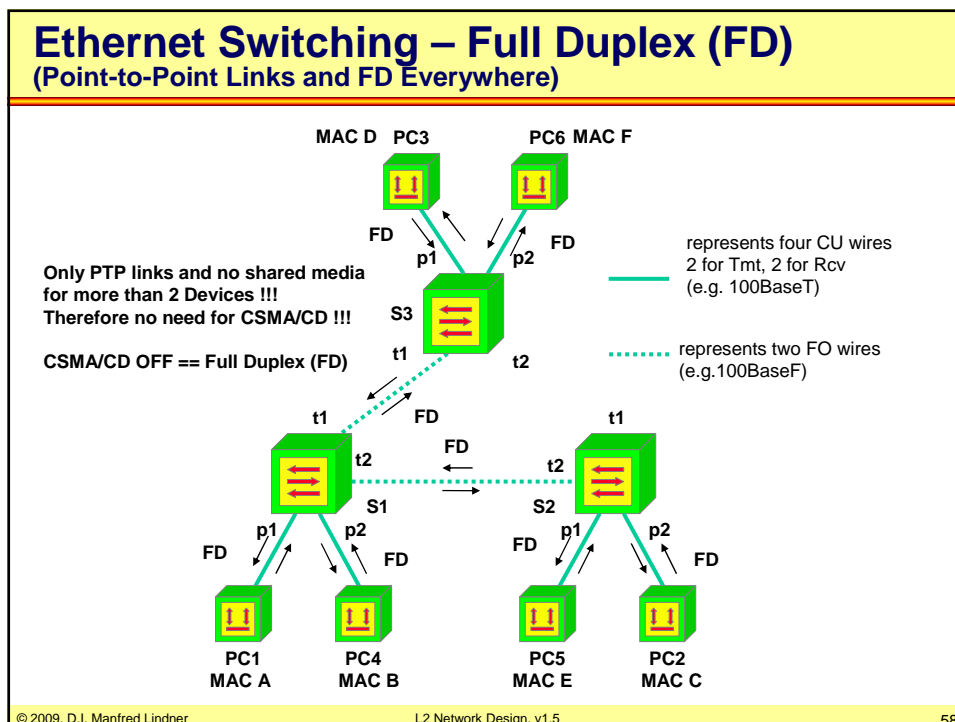 Ethernet Switching – Full Duplex (FD)
(Point-to-Point Links and FD Everywhere)
MAC D PC3 PC6 MAC F
FD p1 p2 FD
represents four CU wires
2 for Tmt, 2 for Rcv
(e.g. 100BaseT)
Only PTP links and no shared media
for more than 2 Devices !!!
Therefore no need for CSMA/CD !!!
S3
t1 t2
represents two FO wires
(e.g.100BaseF)
CSMA/CD OFF == Full Duplex (FD)
FD
t1 t1
FD
t2 t2
S1 S2
p1 p2 p1 p2
FD FD FD FD
PC1 PC4 PC5 PC2
MAC A MAC B MAC E MAC C
© 2009, D.I. Manfred Lindner
L2 Network Design, v1.5
58